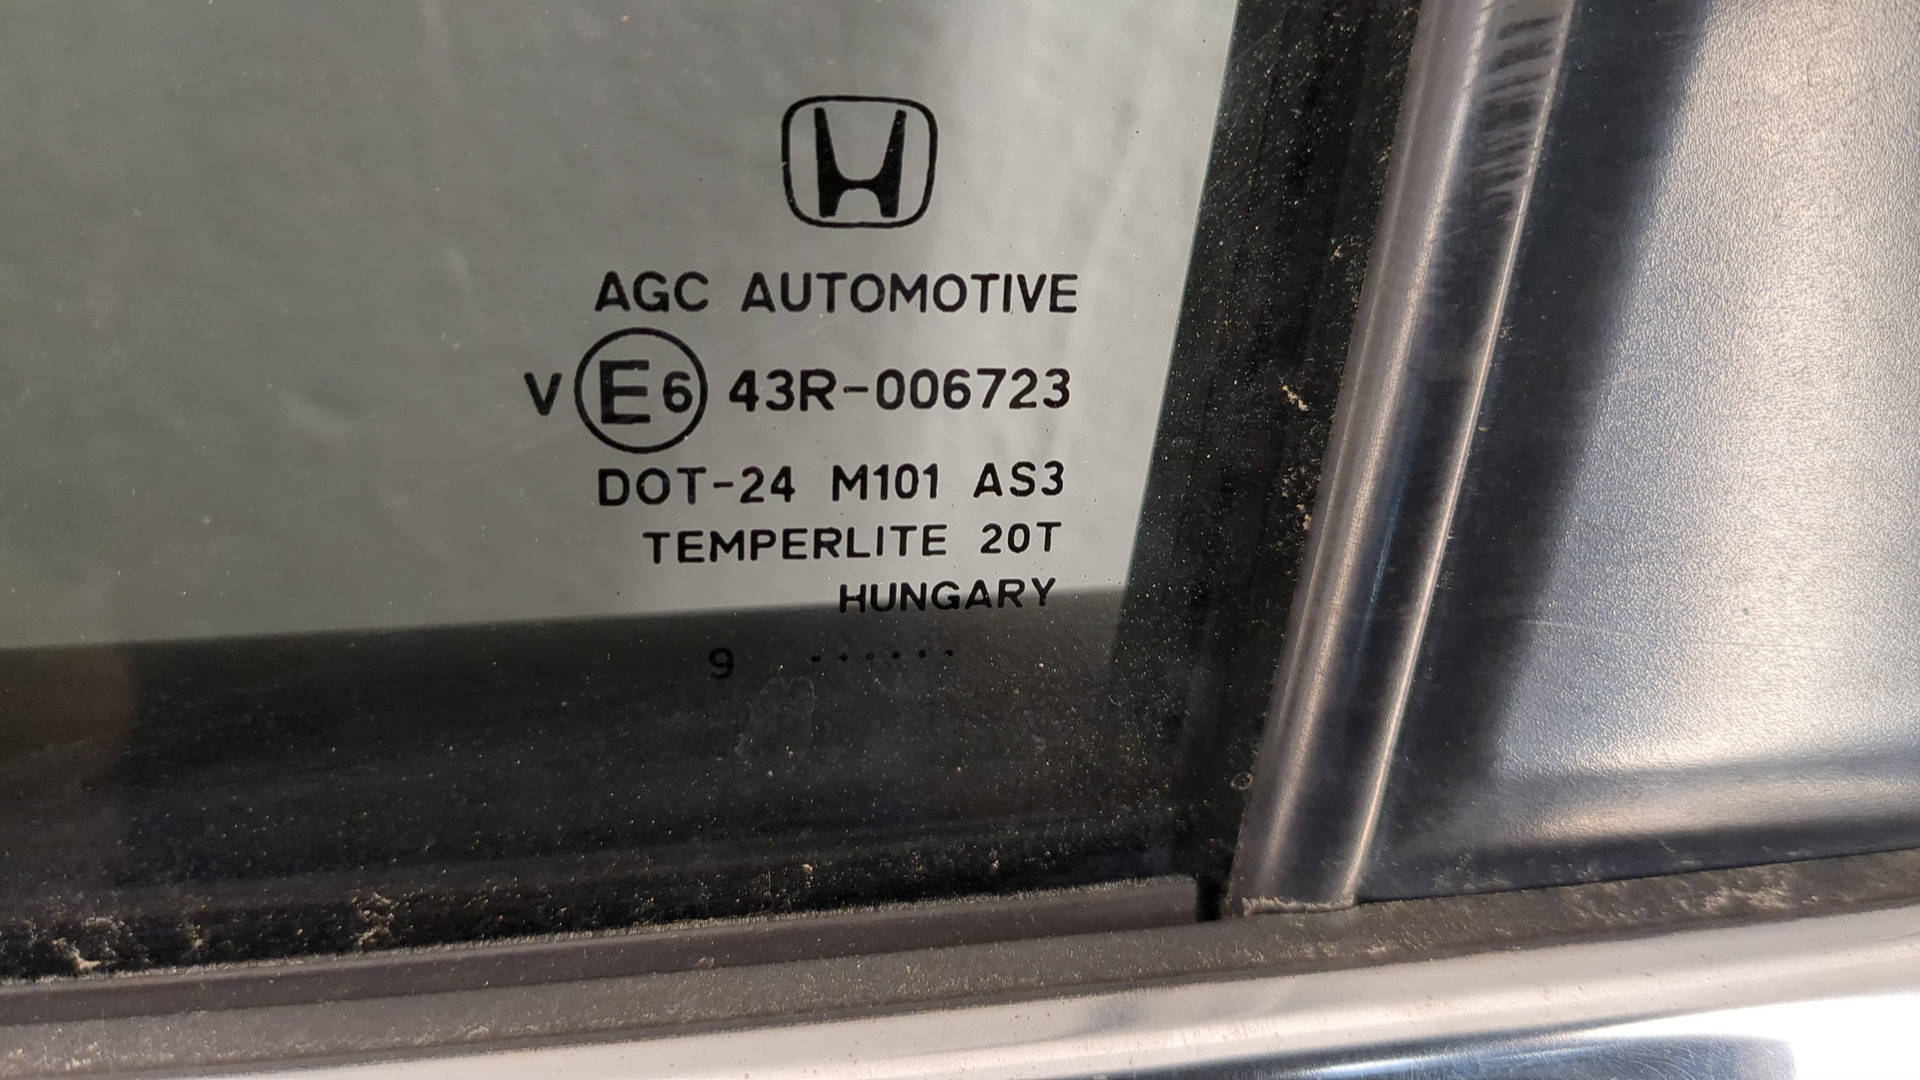 AGC AUTOMOTIVE
V E6 43R-006723
DOT-24 M101 AS3
TEMPERLITE 20T
HUNGARY
9 ······